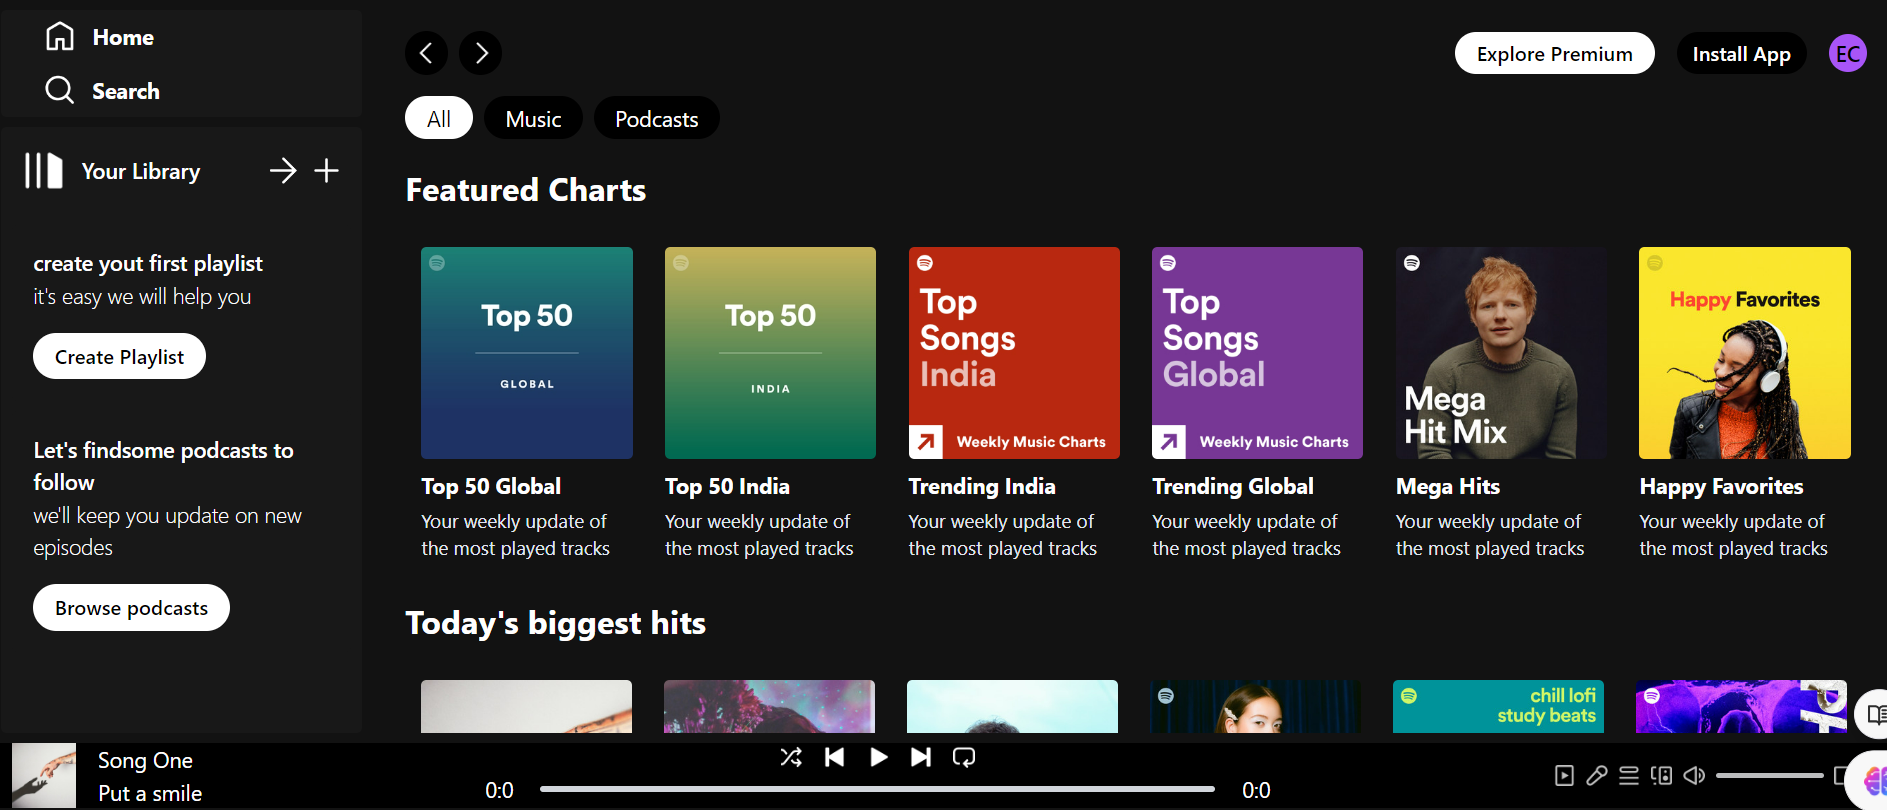 Home
Search
Your Library
create yout first playlist
it's easy we will help you
Create Playlist
Let's findsome podcasts to
follow
we'll keep you update on new
episodes
Browse podcasts
Explore Premium
Install App
EC
All
Music
Podcasts
Featured Charts
Top 50
GLOBAL
Top 50 Global
Your weekly update of
the most played tracks
Top 50
INDIA
Top 50 India
Your weekly update of
the most played tracks
Top
Songs
India
Weekly Music Charts
Trending India
Your weekly update of
the most played tracks
Top
Songs
Global
Weekly Music Charts
Trending Global
Your weekly update of
the most played tracks
Mega
Hit Mix
Mega Hits
Your weekly update of
the most played tracks
Happy Favorites
Happy Favorites
Your weekly update of
the most played tracks
Today's biggest hits
chill lofi
study beats
Song One
Put a smile
0:0
0:0